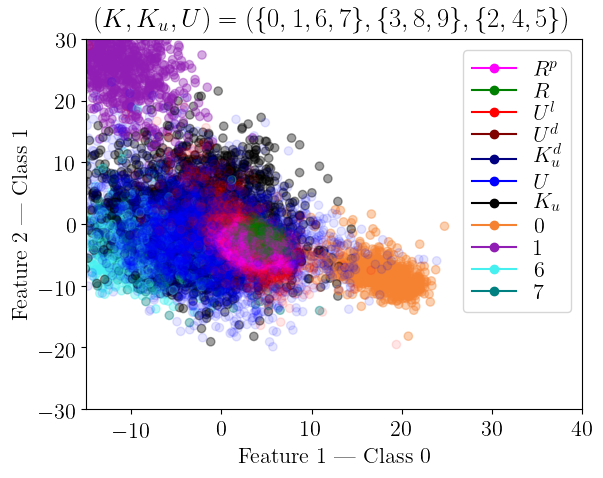 (K, K_u, U) = ({0, 1, 6, 7}, {3, 8, 9}, {2, 4, 5})
30
20
10
0
−10
−20
−30
Feature 2 — Class 1
R^p
R
U^l
U^d
K_u^d
U
K_u
0
1
6
7
−10 0 10 20 30 40
Feature 1 — Class 0